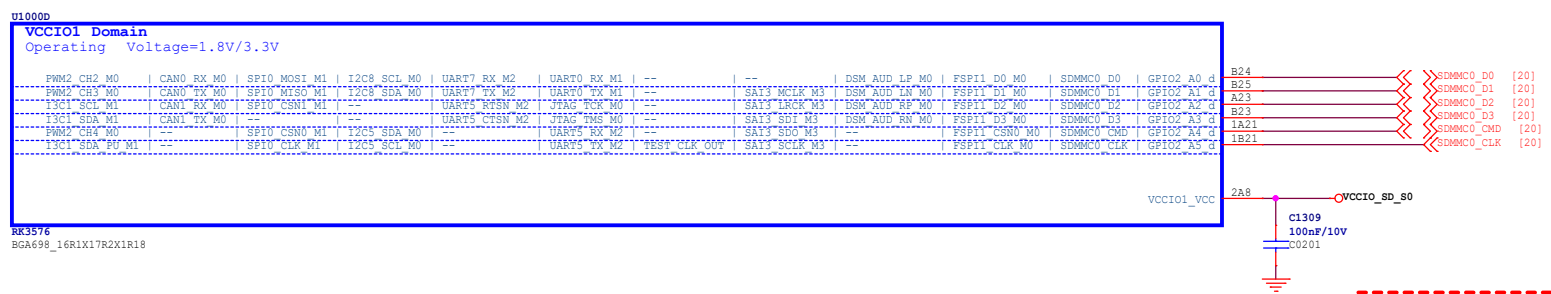 U1000D
VCCIO1 Domain
Operating Voltage=1.8V/3.3V
PWM2_CH2_M0 | CAN0_RX_M0 | SPI0_MOSI_M1 | I2C8_SCL_M0 | UART7_RX_M2 | UART0_RX_M1 | -- | -- | DSM_AUD_LP_M0 | FSPI1_D0_M0 | SDMMC0_D0 | GPIO2_A0_d B24 SDMMC0_D0 [20]
PWM2_CH3_M0 | CAN0_TX_M0 | SPI0_MISO_M1 | I2C8_SDA_M0 | UART7_TX_M2 | UART0_TX_M1 | -- | SAI3_MCLK_M3 | DSM_AUD_LN_M0 | FSPI1_D1_M0 | SDMMC0_D1 | GPIO2_A1_d B25 SDMMC0_D1 [20]
I3C1_SCL_M1 | CAN1_RX_M0 | SPI0_CSN1_M1 | -- | UART5_RTSN_M2 | JTAG_TCK_M0 | -- | SAI3_LRCK_M3 | DSM_AUD_RP_M0 | FSPI1_D2_M0 | SDMMC0_D2 | GPIO2_A2_d A23 SDMMC0_D2 [20]
I3C1_SDA_M1 | CAN1_TX_M0 | -- | -- | UART5_CTSN_M2 | JTAG_TMS_M0 | -- | SAI3_SDI_M3 | DSM_AUD_RN_M0 | FSPI1_D3_M0 | SDMMC0_D3 | GPIO2_A3_d B23 SDMMC0_D3 [20]
PWM2_CH4_M0 | -- | SPI0_CSN0_M1 | I2C5_SDA_M0 | -- | UART5_RX_M2 | -- | SAI3_SDO_M3 | -- | FSPI1_CSN0_M0 | SDMMC0_CMD | GPIO2_A4_d 1A21 SDMMC0_CMD [20]
I3C1_SDA_PU_M1 | -- | SPI0_CLK_M1 | I2C5_SCL_M0 | -- | UART5_TX_M2 | TEST_CLK_OUT | SAI3_SCLK_M3 | -- | FSPI1_CLK_M0 | SDMMC0_CLK | GPIO2_A5_d 1B21 SDMMC0_CLK [20]
VCCIO1_VCC 2A8 VCCIO_SD_S0
C1309
100nF/10V
C0201
RK3576
BGA698_16R1X17R2X1R18